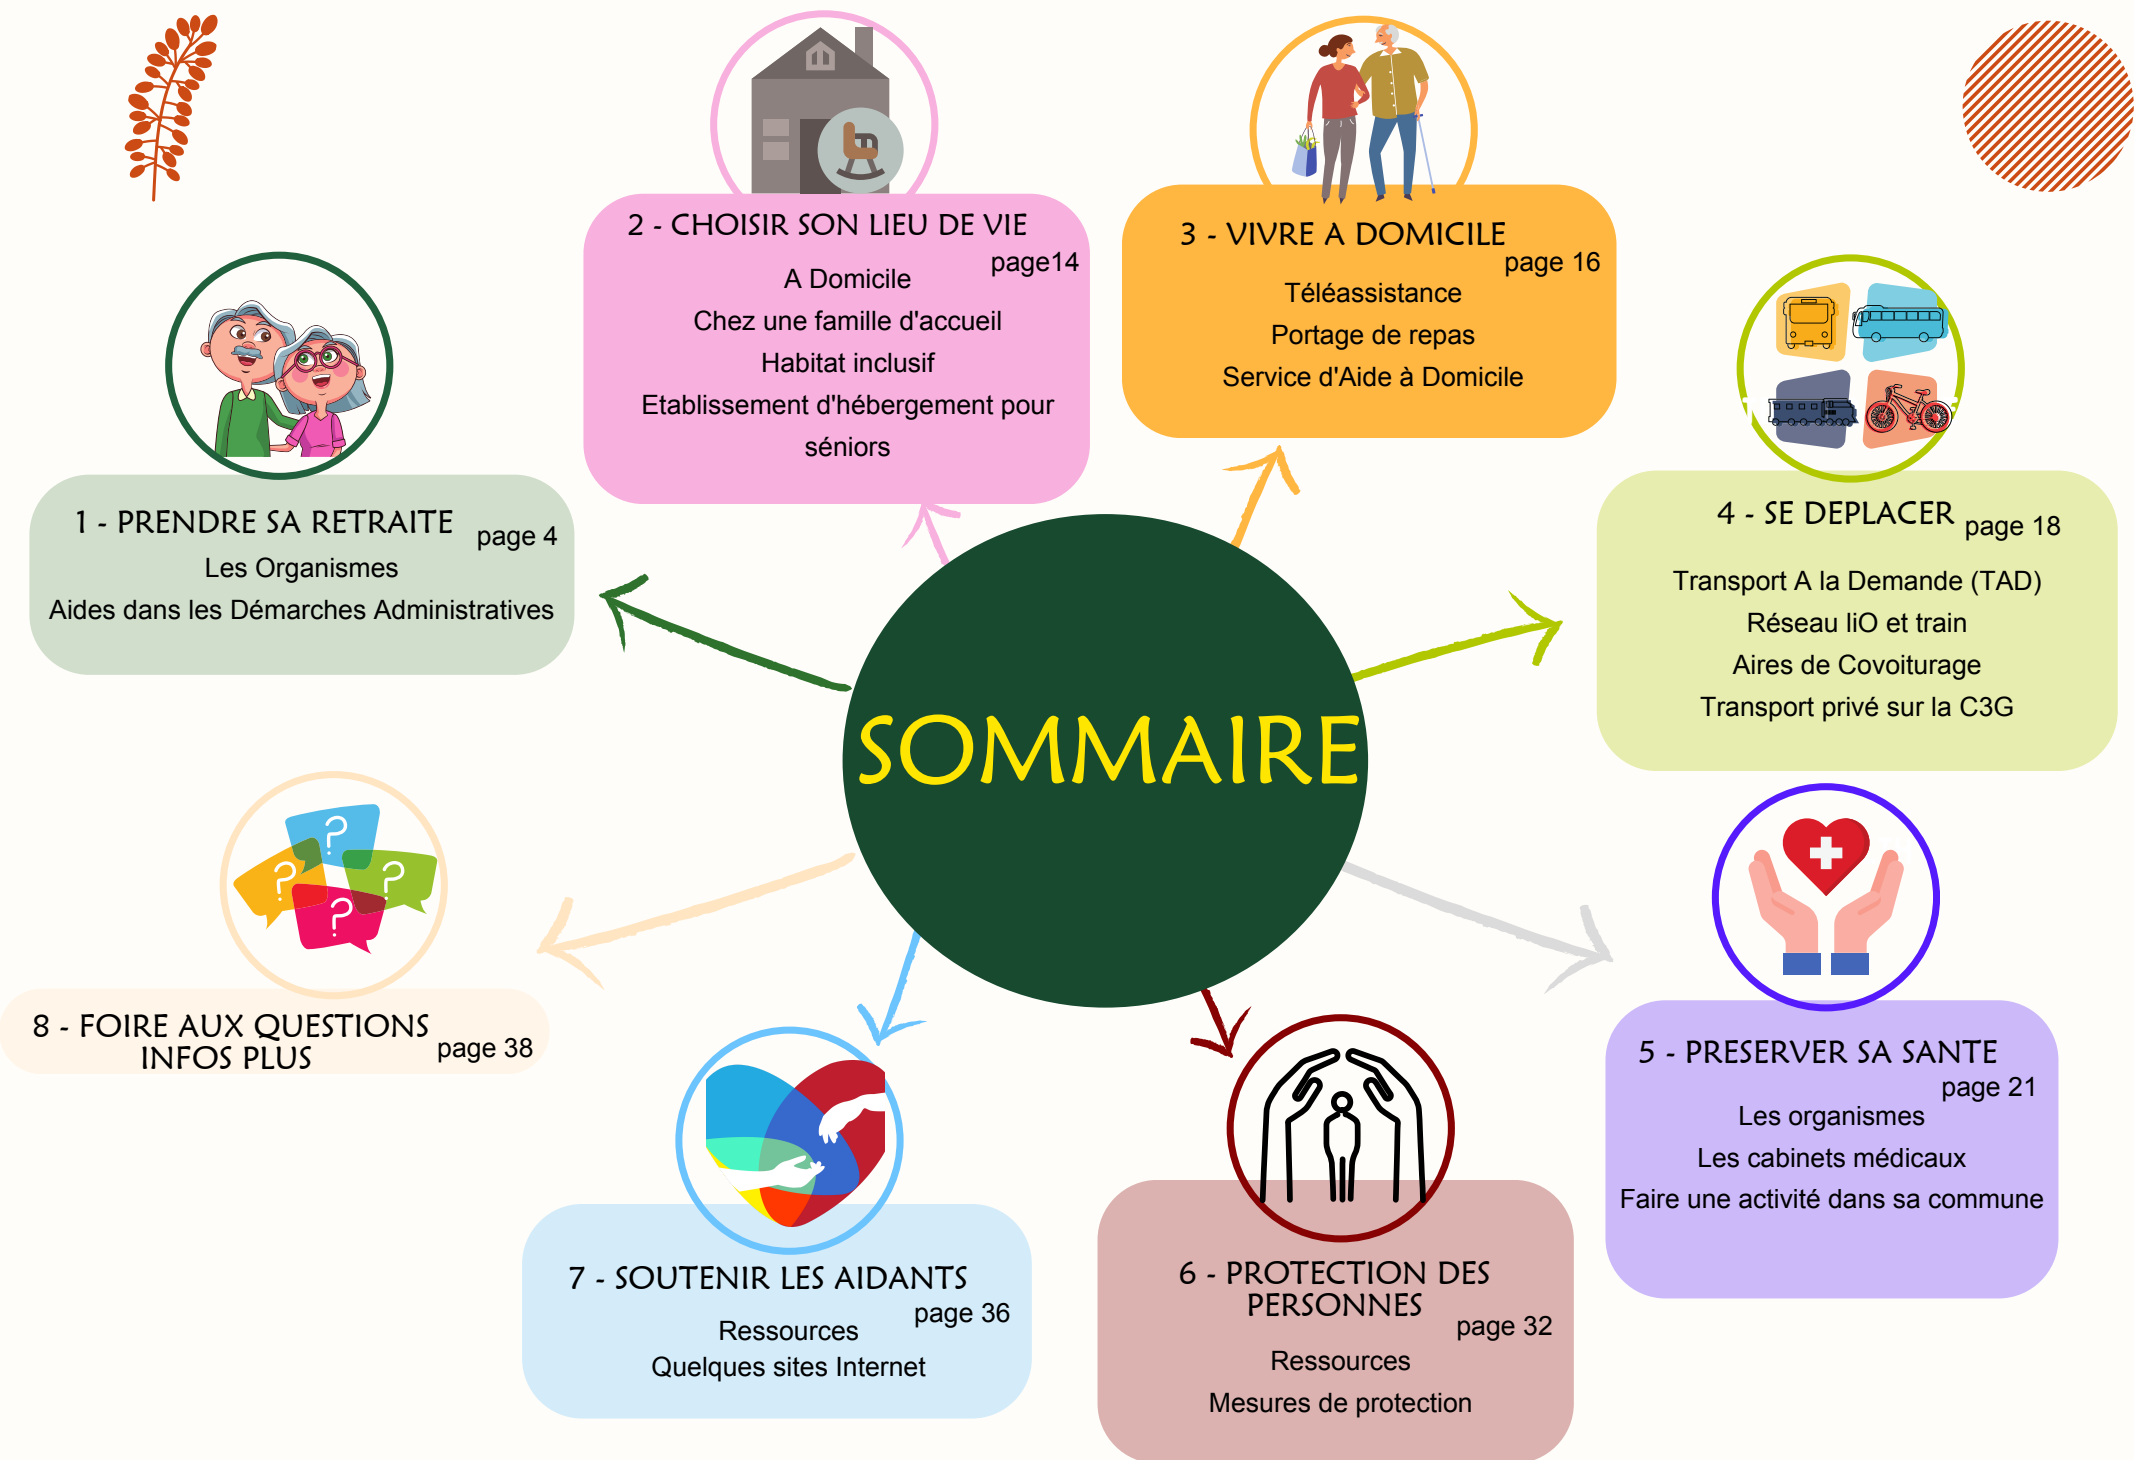 SOMMAIRE
1 - PRENDRE SA RETRAITE
page 4
Les Organismes
Aides dans les Démarches Administratives
2 - CHOISIR SON LIEU DE VIE
page14
A Domicile
Chez une famille d'accueil
Habitat inclusif
Etablissement d'hébergement pour
séniors
3 - VIVRE A DOMICILE
page 16
Téléassistance
Portage de repas
Service d'Aide à Domicile
4 - SE DEPLACER
page 18
Transport A la Demande (TAD)
Réseau liO et train
Aires de Covoiturage
Transport privé sur la C3G
5 - PRESERVER SA SANTE
page 21
Les organismes
Les cabinets médicaux
Faire une activité dans sa commune
6 - PROTECTION DES
PERSONNES
page 32
Ressources
Mesures de protection
7 - SOUTENIR LES AIDANTS
page 36
Ressources
Quelques sites Internet
8 - FOIRE AUX QUESTIONS
INFOS PLUS
page 38
? ? ? ?